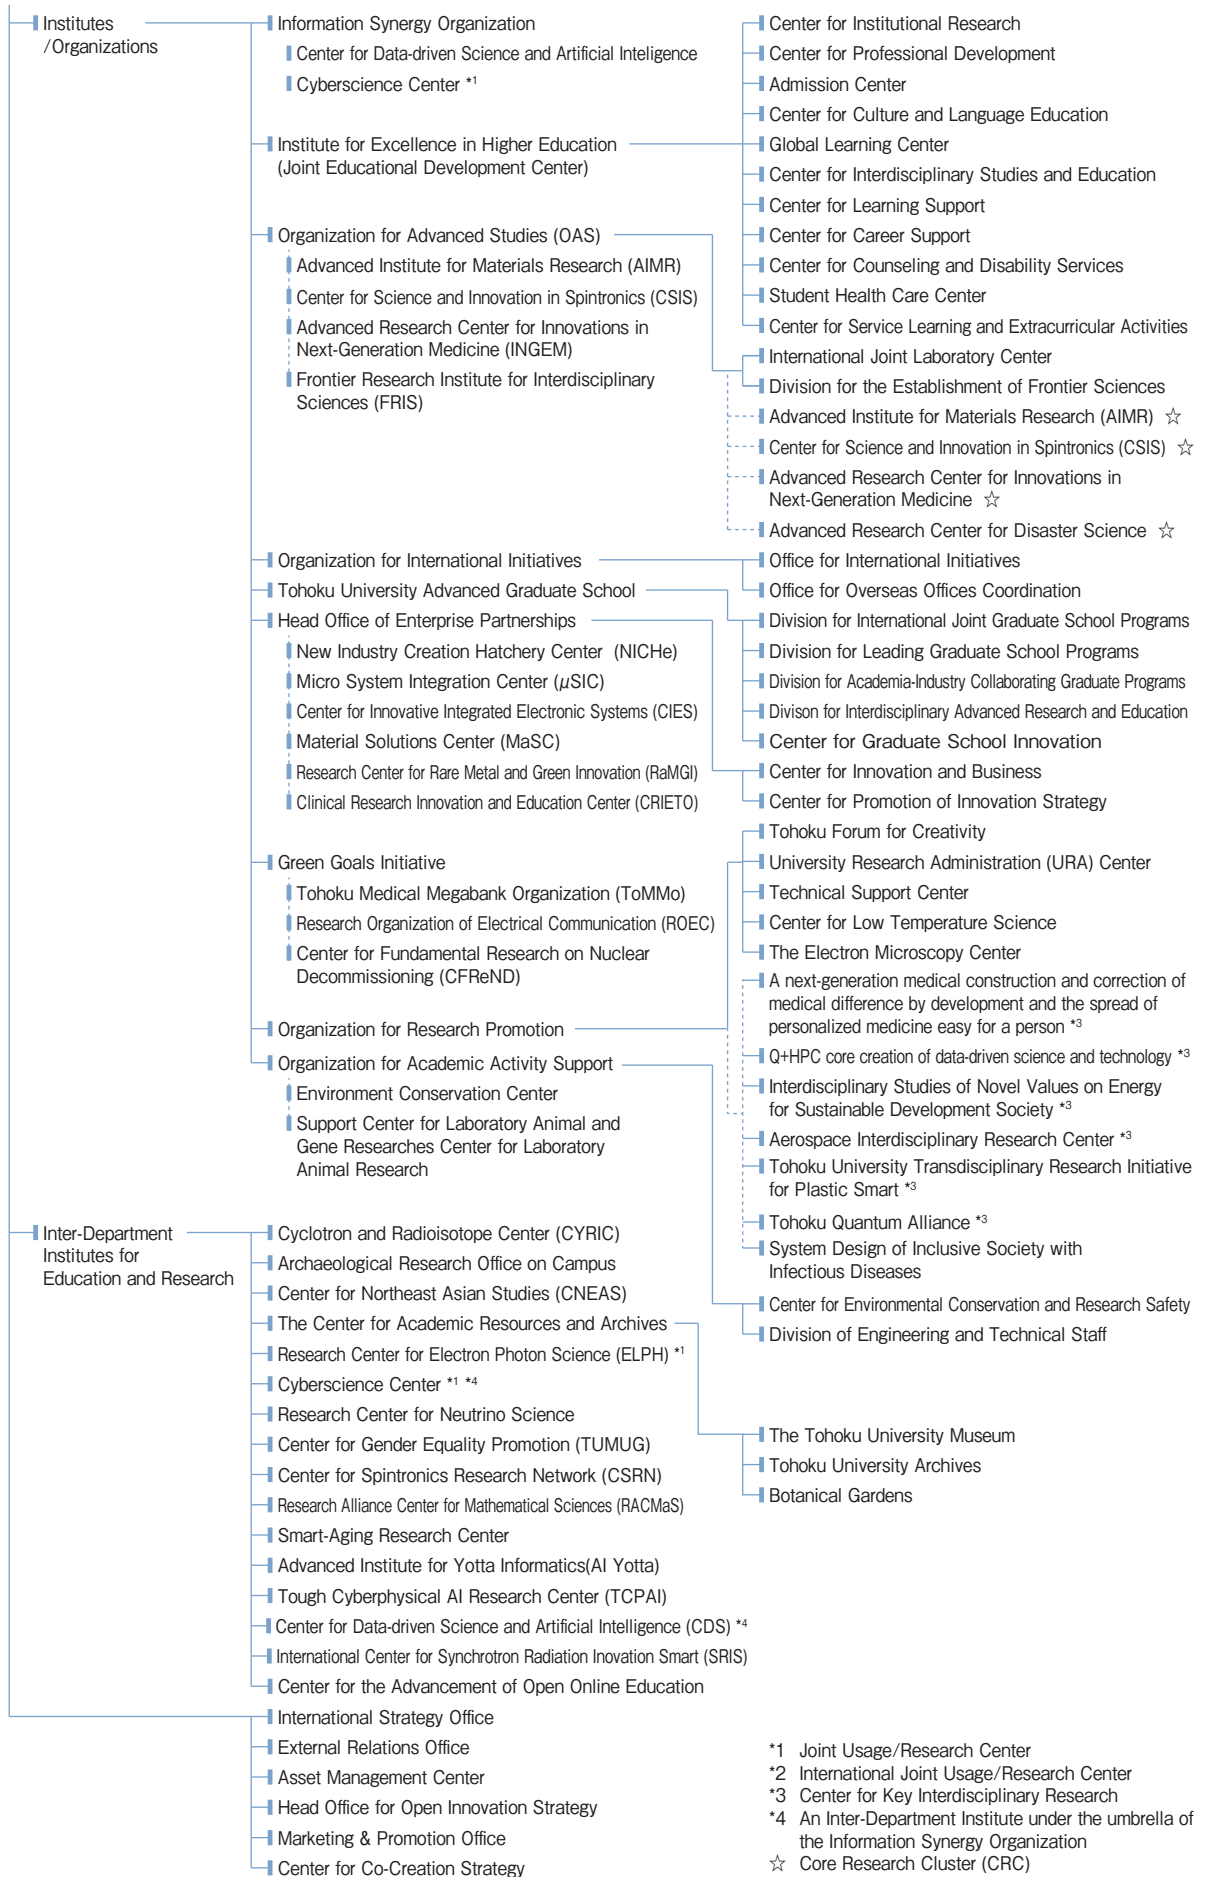 Institutes
/Organizations
Information Synergy Organization
Center for Data-driven Science and Artificial Inteligence
Cyberscience Center *1
Institute for Excellence in Higher Education
(Joint Educational Development Center)
Center for Institutional Research
Center for Professional Development
Admission Center
Center for Culture and Language Education
Global Learning Center
Center for Interdisciplinary Studies and Education
Center for Learning Support
Center for Career Support
Center for Counseling and Disability Services
Student Health Care Center
Center for Service Learning and Extracurricular Activities
Organization for Advanced Studies (OAS)
Advanced Institute for Materials Research (AIMR)
Center for Science and Innovation in Spintronics (CSIS)
Advanced Research Center for Innovations in
Next-Generation Medicine (INGEM)
Frontier Research Institute for Interdisciplinary
Sciences (FRIS)
International Joint Laboratory Center
Division for the Establishment of Frontier Sciences
Advanced Institute for Materials Research (AIMR) ☆
Center for Science and Innovation in Spintronics (CSIS) ☆
Advanced Research Center for Innovations in
Next-Generation Medicine ☆
Advanced Research Center for Disaster Science ☆
Organization for International Initiatives
Office for International Initiatives
Office for Overseas Offices Coordination
Tohoku University Advanced Graduate School
Division for International Joint Graduate School Programs
Division for Leading Graduate School Programs
Division for Academia-Industry Collaborating Graduate Programs
Divison for Interdisciplinary Advanced Research and Education
Center for Graduate School Innovation
Head Office of Enterprise Partnerships
New Industry Creation Hatchery Center (NICHe)
Micro System Integration Center (μSIC)
Center for Innovative Integrated Electronic Systems (CIES)
Material Solutions Center (MaSC)
Research Center for Rare Metal and Green Innovation (RaMGI)
Clinical Research Innovation and Education Center (CRIETO)
Center for Innovation and Business
Center for Promotion of Innovation Strategy
Green Goals Initiative
Tohoku Medical Megabank Organization (ToMMo)
Research Organization of Electrical Communication (ROEC)
Center for Fundamental Research on Nuclear
Decommissioning (CFReND)
Organization for Research Promotion
Tohoku Forum for Creativity
University Research Administration (URA) Center
Technical Support Center
Center for Low Temperature Science
The Electron Microscopy Center
A next-generation medical construction and correction of
medical difference by development and the spread of
personalized medicine easy for a person *3
Q+HPC core creation of data-driven science and technology *3
Interdisciplinary Studies of Novel Values on Energy
for Sustainable Development Society *3
Aerospace Interdisciplinary Research Center *3
Tohoku University Transdisciplinary Research Initiative
for Plastic Smart *3
Tohoku Quantum Alliance *3
System Design of Inclusive Society with
Infectious Diseases
Organization for Academic Activity Support
Environment Conservation Center
Support Center for Laboratory Animal and
Gene Researches Center for Laboratory
Animal Research
Center for Environmental Conservation and Research Safety
Division of Engineering and Technical Staff
Inter-Department
Institutes for
Education and Research
Cyclotron and Radioisotope Center (CYRIC)
Archaeological Research Office on Campus
Center for Northeast Asian Studies (CNEAS)
The Center for Academic Resources and Archives
Research Center for Electron Photon Science (ELPH) *1
Cyberscience Center *1 *4
Research Center for Neutrino Science
Center for Gender Equality Promotion (TUMUG)
Center for Spintronics Research Network (CSRN)
Research Alliance Center for Mathematical Sciences (RACMaS)
Smart-Aging Research Center
Advanced Institute for Yotta Informatics(AI Yotta)
Tough Cyberphysical AI Research Center (TCPAI)
Center for Data-driven Science and Artificial Intelligence (CDS) *4
International Center for Synchrotron Radiation Inovation Smart (SRIS)
Center for the Advancement of Open Online Education
The Tohoku University Museum
Tohoku University Archives
Botanical Gardens
International Strategy Office
External Relations Office
Asset Management Center
Head Office for Open Innovation Strategy
Marketing & Promotion Office
Center for Co-Creation Strategy
*1 Joint Usage/Research Center
*2 International Joint Usage/Research Center
*3 Center for Key Interdisciplinary Research
*4 An Inter-Department Institute under the umbrella of
the Information Synergy Organization
☆ Core Research Cluster (CRC)